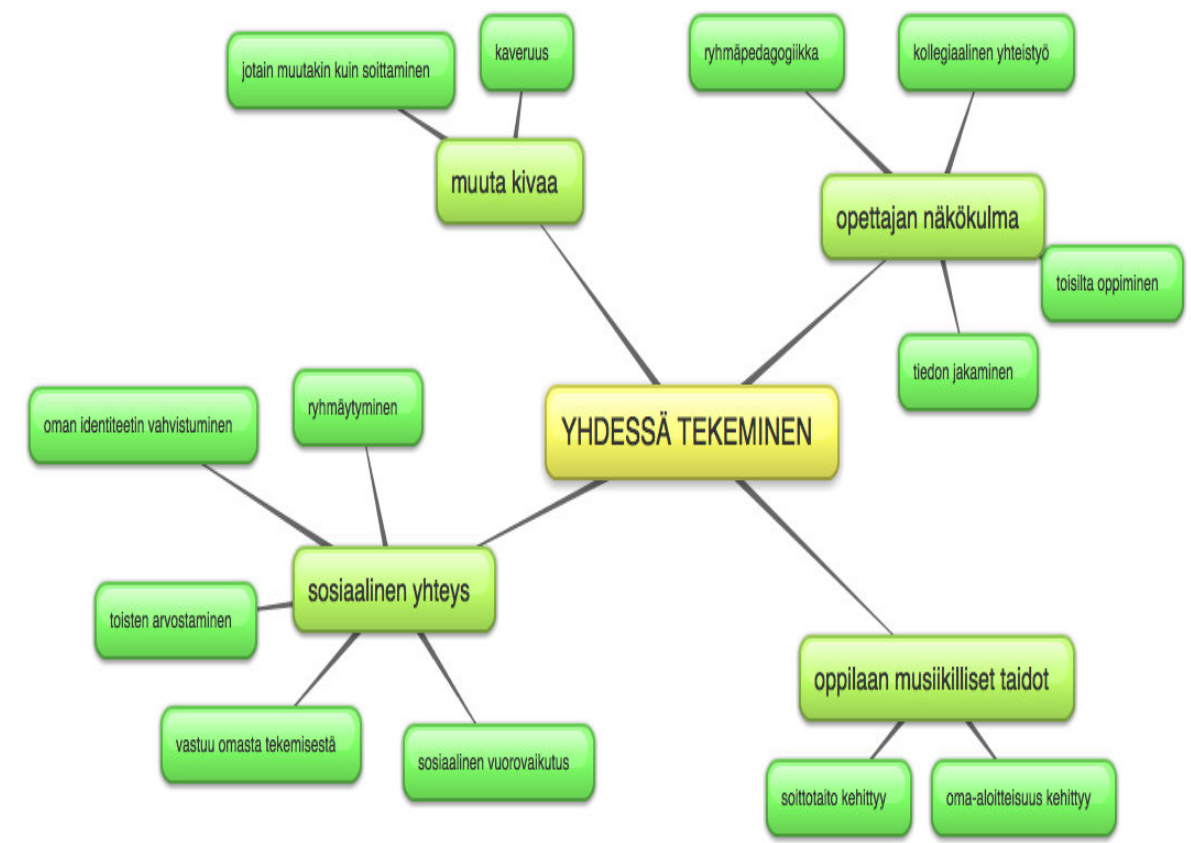 YHDESSÄ TEKEMINEN
muuta kivaa
jotain muutakin kuin soittaminen
kaveruus
opettajan näkökulma
ryhmäpedagogiikka
kollegiaalinen yhteistyö
toisilta oppiminen
tiedon jakaminen
sosiaalinen yhteys
oman identiteetin vahvistuminen
ryhmäytyminen
toisten arvostaminen
vastuu omasta tekemisestä
sosiaalinen vuorovaikutus
oppilaan musiikilliset taidot
soittotaito kehittyy
oma-aloitteisuus kehittyy